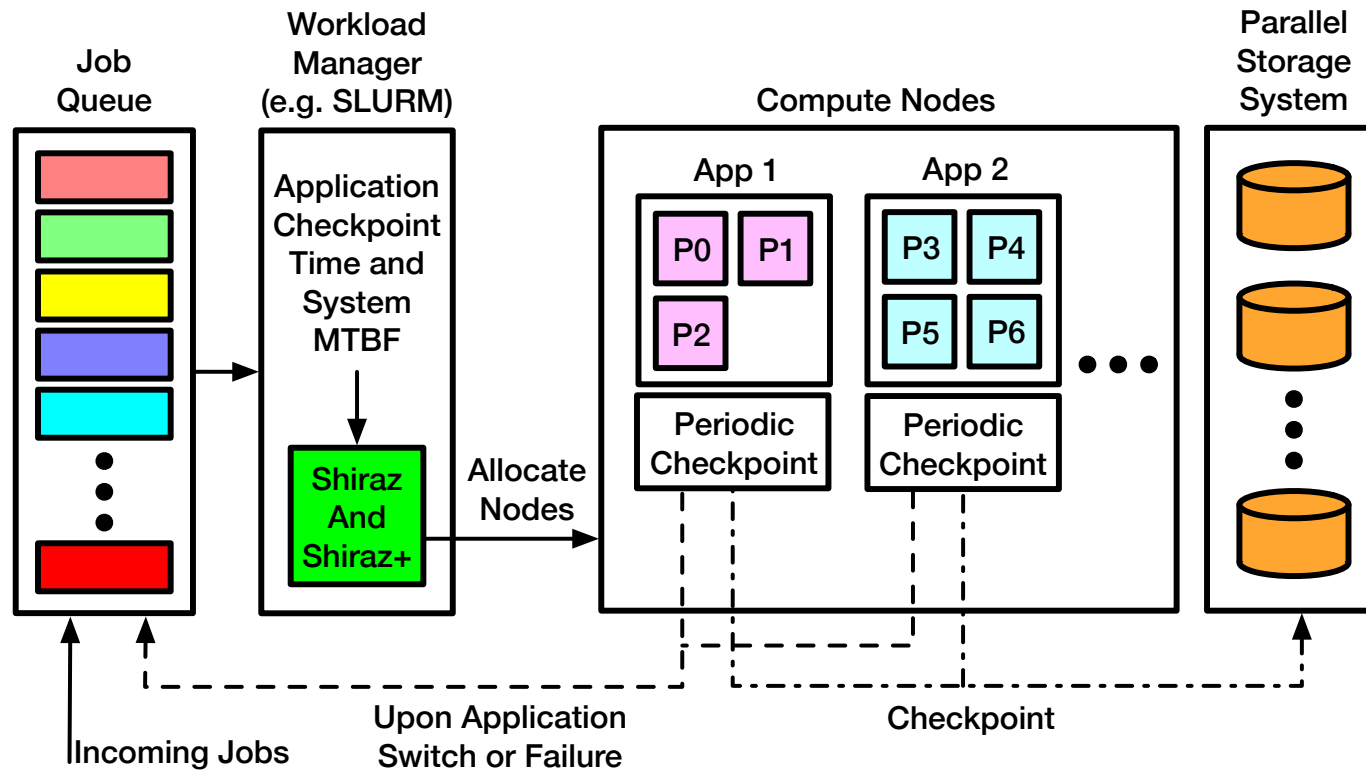 Job
Queue
Workload
Manager
(e.g. SLURM)
Application
Checkpoint
Time and
System
MTBF
Shiraz
And
Shiraz+
Allocate
Nodes
Compute Nodes
App 1
P0
P1
P2
Periodic
Checkpoint
App 2
P3
P4
P5
P6
Periodic
Checkpoint
Parallel
Storage
System
Incoming Jobs
Upon Application
Switch or Failure
Checkpoint